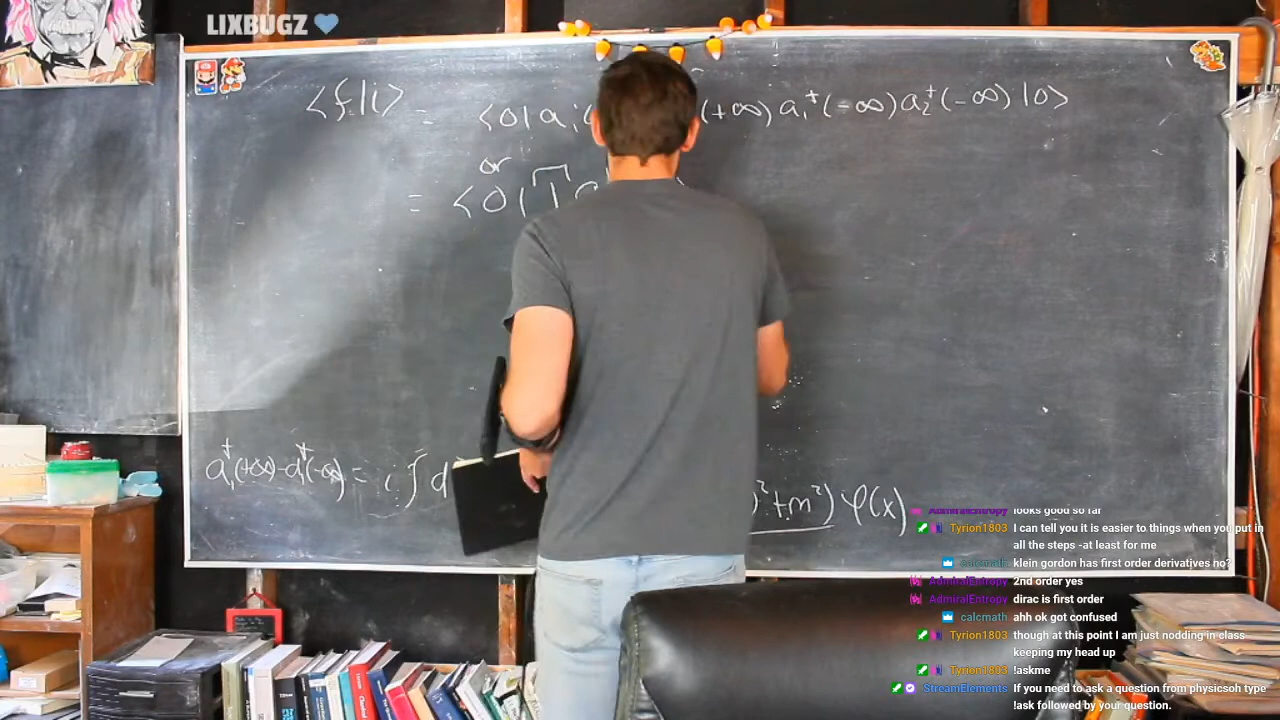 LIXBUGZ
<f|i> = <0|a₁ (+∞) a₁†(-∞) a₂†(-∞) |0>
or
= <0| T
a₁†(+∞) - a₁†(-∞) = i ∫ d
² + m²) φ(x)
AdmiralEntropy looks good so far
Tyrion1803 I can tell you it is easier to things when you put in
all the steps -at least for me
calcmath klein gordon has first order derivatives no?
AdmiralEntropy 2nd order yes
AdmiralEntropy dirac is first order
calcmath ahh ok got confused
Tyrion1803 though at this point I am just nodding in class
keeping my head up
Tyrion1803 !askme
StreamElements If you need to ask a question from physicsoh type
!ask followed by your question.